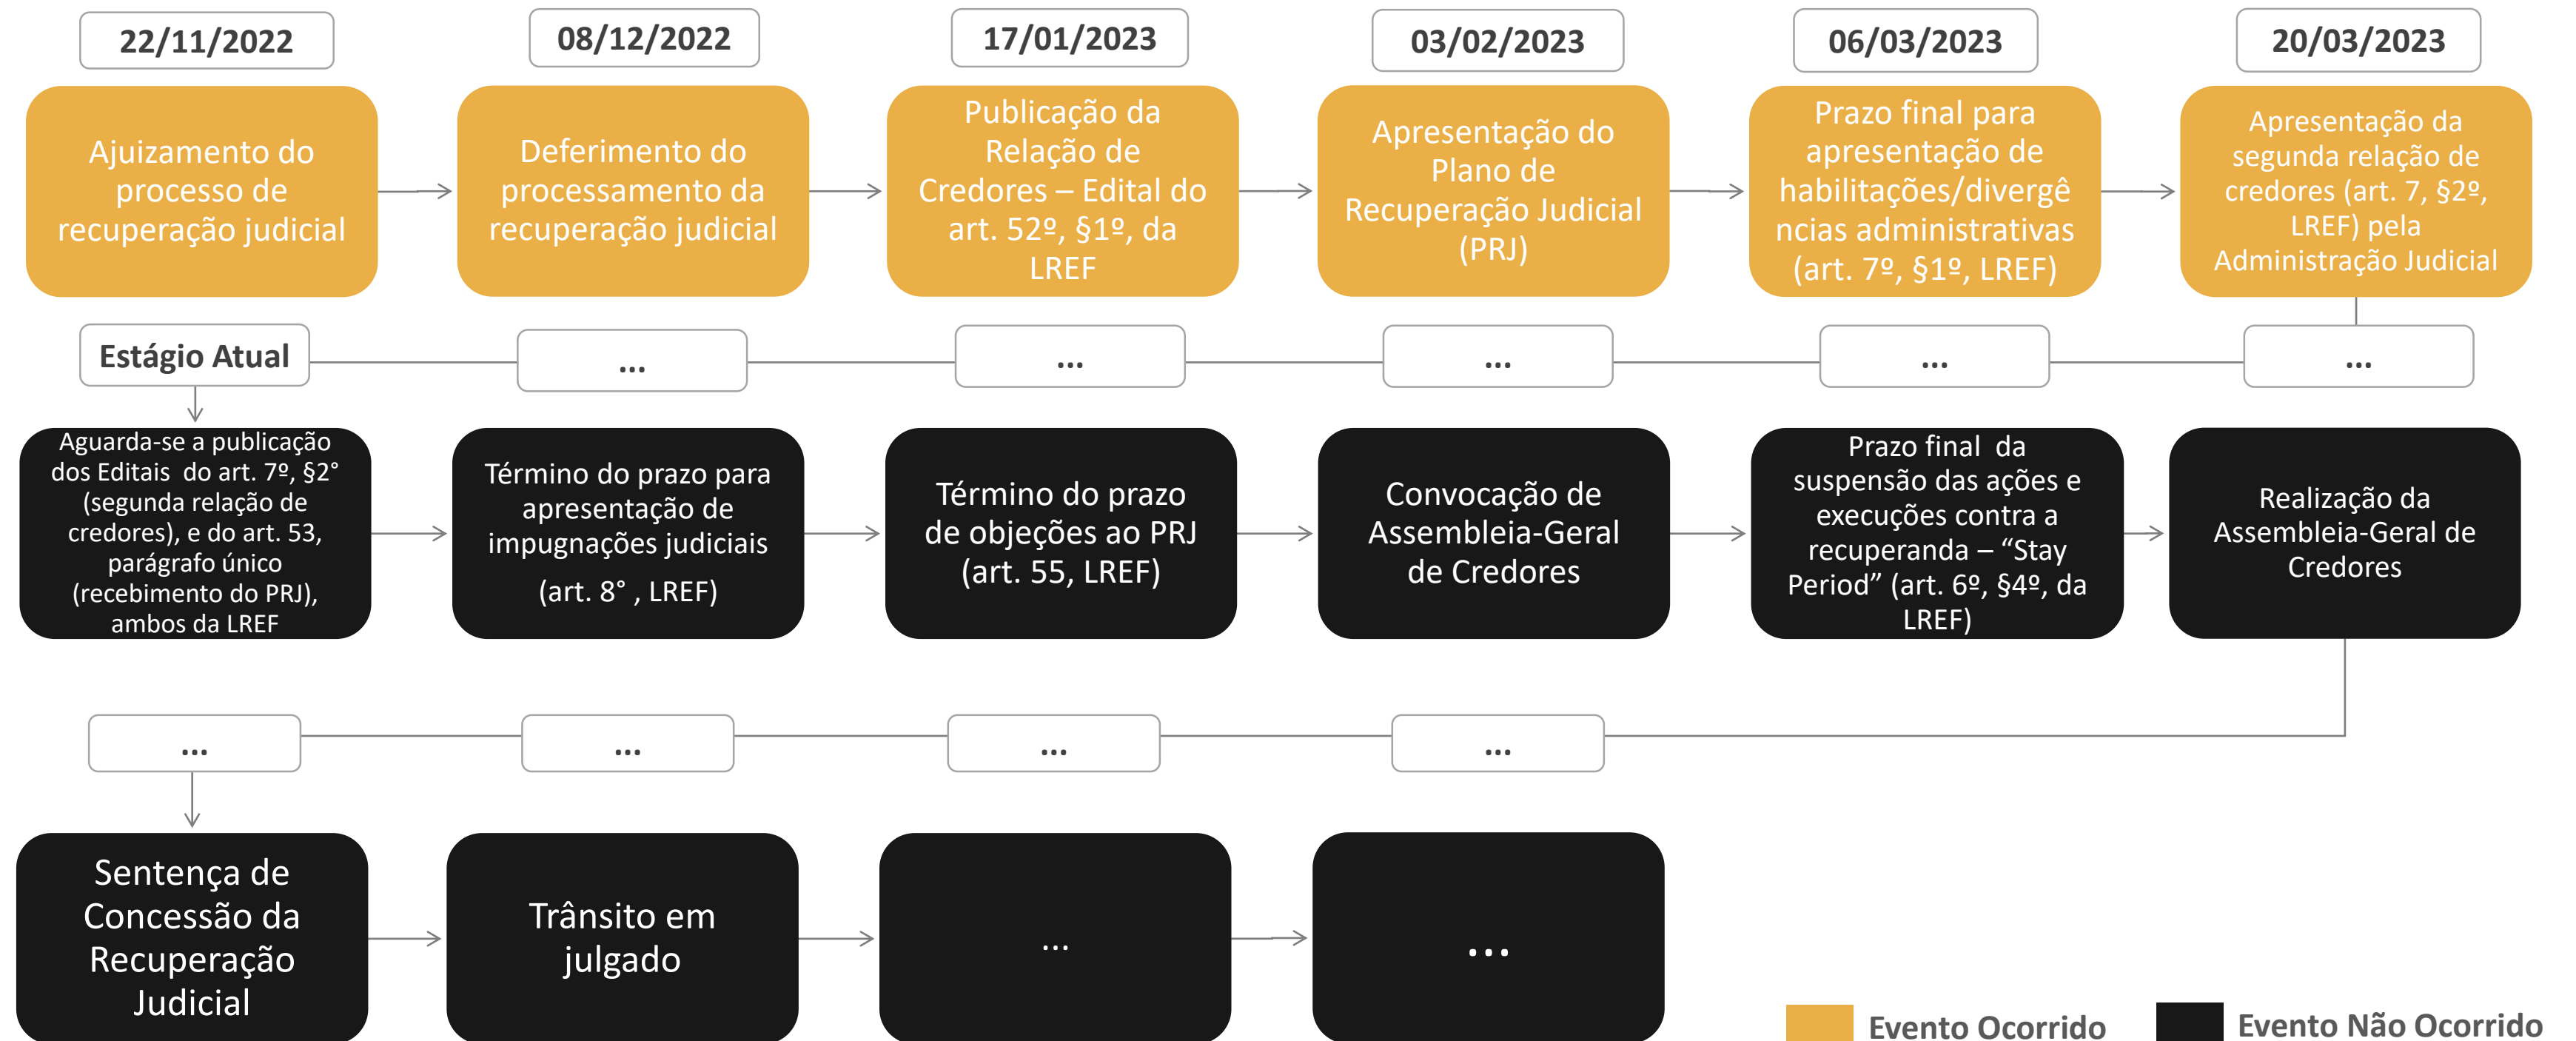 22/11/2022
08/12/2022
17/01/2023
03/02/2023
06/03/2023
20/03/2023
Ajuizamento do
processo de
recuperação judicial
Deferimento do
processamento da
recuperação judicial
Publicação da
Relação de
Credores – Edital do
art. 52º, §1º, da
LREF
Apresentação do
Plano de
Recuperação Judicial
(PRJ)
Prazo final para
apresentação de
habilitações/divergê
ncias administrativas
(art. 7º, §1º, LREF)
Apresentação da
segunda relação de
credores (art. 7, §2º,
LREF) pela
Administração Judicial
Estágio Atual
...
...
...
...
...
Aguarda-se a publicação
dos Editais do art. 7º, §2°
(segunda relação de
credores), e do art. 53,
parágrafo único
(recebimento do PRJ),
ambos da LREF
Término do prazo para
apresentação de
impugnações judiciais
(art. 8° , LREF)
Término do prazo
de objeções ao PRJ
(art. 55, LREF)
Convocação de
Assembleia-Geral
de Credores
Prazo final da
suspensão das ações e
execuções contra a
recuperanda – “Stay
Period” (art. 6º, §4º, da
LREF)
Realização da
Assembleia-Geral de
Credores
...
...
...
...
Sentença de
Concessão da
Recuperação
Judicial
Trânsito em
julgado
...
...
Evento Ocorrido
Evento Não Ocorrido